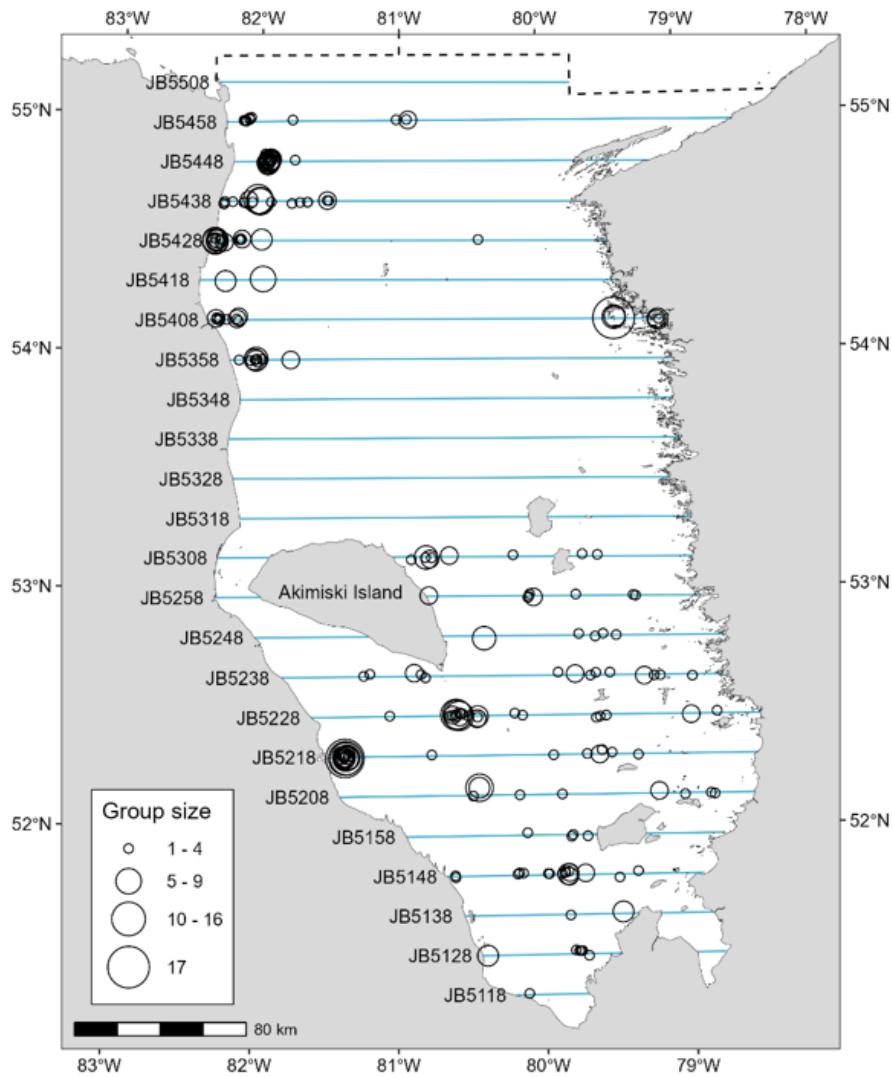 83°W 82°W 81°W 80°W 79°W 78°W
JB5508
55°N 55°N
JB5458
JB5448
JB5438
JB5428
JB5418
JB5408
54°N 54°N
JB5358
JB5348
JB5338
JB5328
JB5318
JB5308
53°N 53°N
JB5258 Akimiski Island
JB5248
JB5238
JB5228
JB5218
JB5208
52°N 52°N
Group size
JB5158
1 - 4
JB5148
5 - 9
JB5138
10 - 16
JB5128
17
JB5118
80 km
83°W 82°W 81°W 80°W 79°W